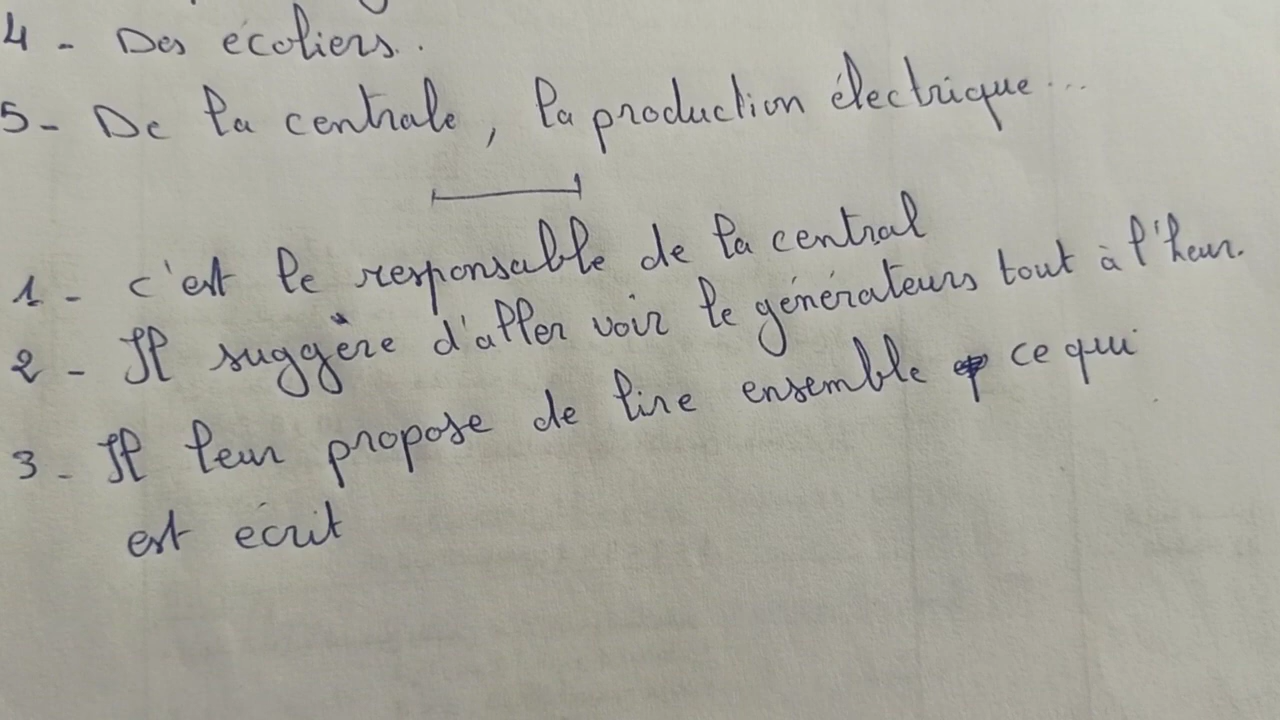 4 - Des écoliers.
5 - De la centrale, la production électrique...
1 - c'est le responsable de la central
2 - Il suggère d'aller voir le générateurs tout à l'heur.
3 - Il leur propose de lire ensemble ce qui
est écrit